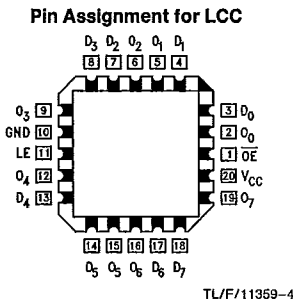 Pin Assignment for LCC
D3 D2 O2 O1 D1
8 7 6 5 4
O3 9 3 D0
GND 10 2 O0
LE 11 1 OE
O4 12 20 VCC
D4 13 19 O7
14 15 16 17 18
D5 O5 O6 D6 D7
TL/F/11359-4